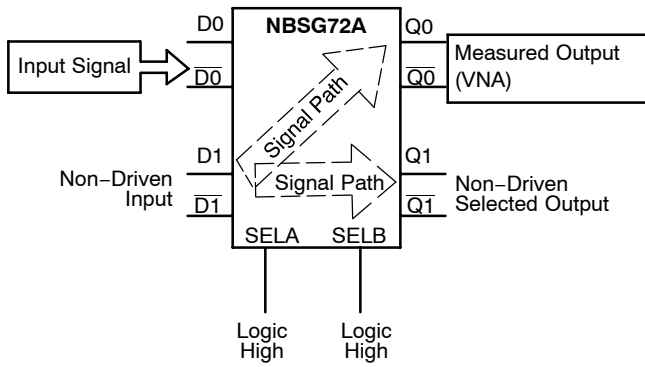 NBSG72A
D0
Q0
Input Signal
D0
Q0
Measured Output
(VNA)
Signal Path
D1
Q1
Non−Driven
Input
Signal Path
Non−Driven
Selected Output
D1
Q1
SELA
SELB
Logic
High
Logic
High